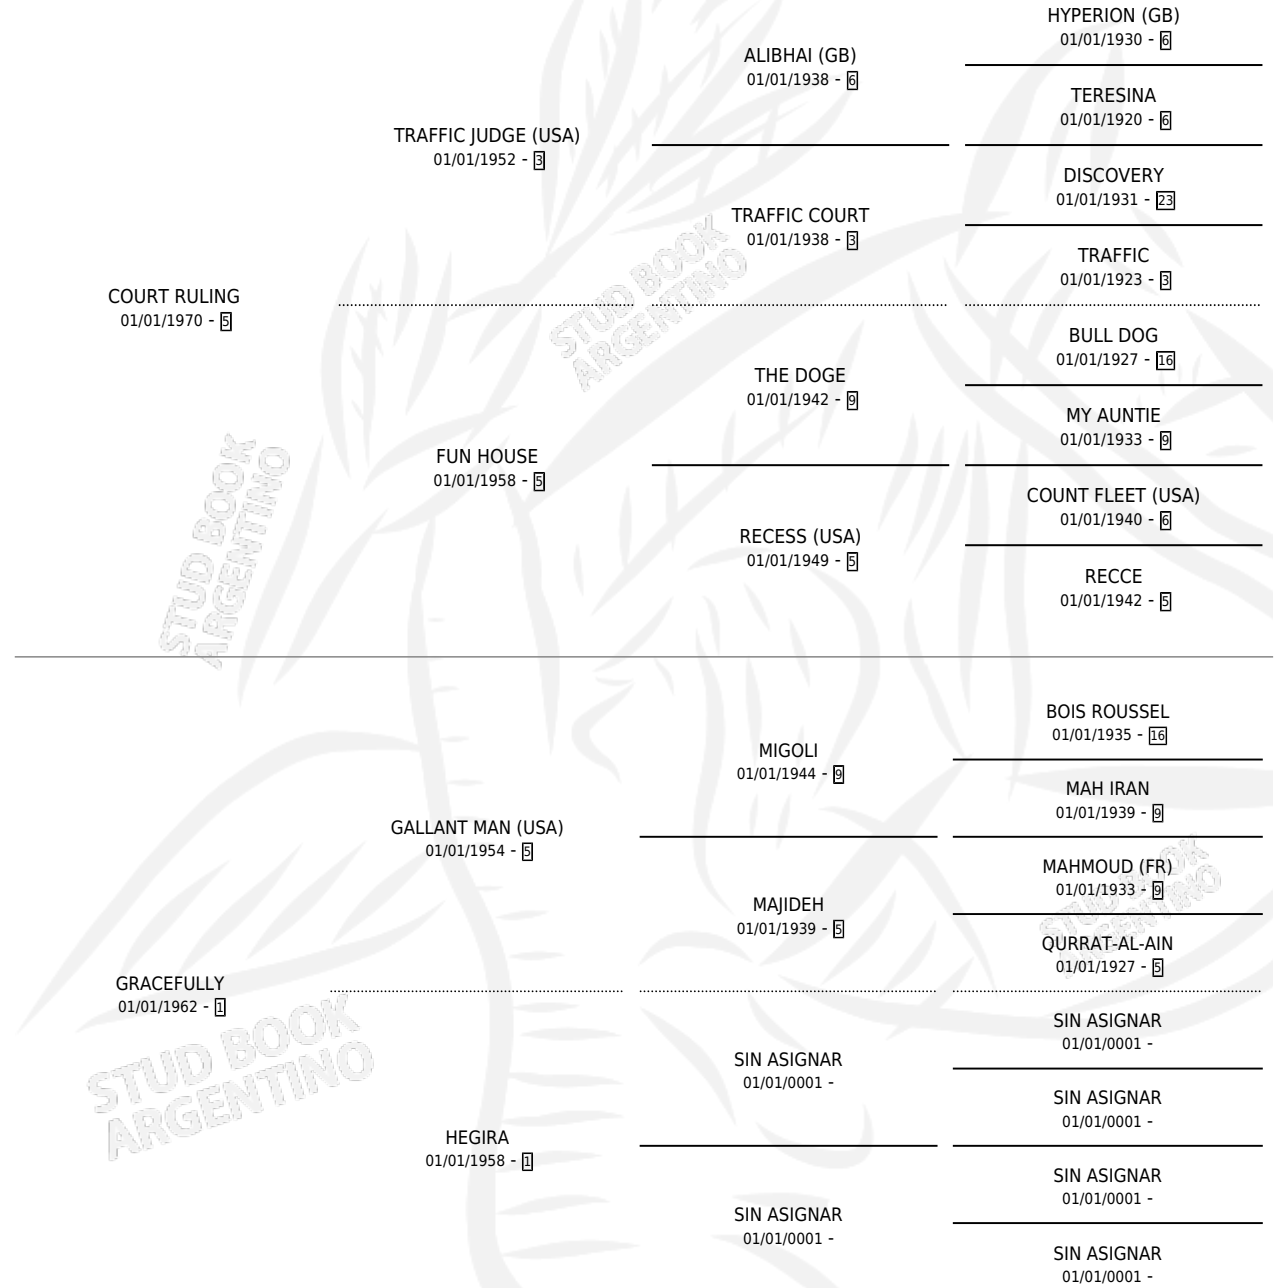 HYPERION (GB)
01/01/1930 - 6
ALIBHAI (GB)
01/01/1938 - 6
TERESINA
01/01/1920 - 6
TRAFFIC JUDGE (USA)
01/01/1952 - 3
DISCOVERY
01/01/1931 - 23
TRAFFIC COURT
01/01/1938 - 3
TRAFFIC
01/01/1923 - 3
COURT RULING
01/01/1970 - 5
BULL DOG
01/01/1927 - 16
THE DOGE
01/01/1942 - 9
MY AUNTIE
01/01/1933 - 9
FUN HOUSE
01/01/1958 - 5
COUNT FLEET (USA)
01/01/1940 - 6
RECESS (USA)
01/01/1949 - 5
RECCE
01/01/1942 - 5
BOIS ROUSSEL
01/01/1935 - 16
MIGOLI
01/01/1944 - 9
MAH IRAN
01/01/1939 - 9
GALLANT MAN (USA)
01/01/1954 - 5
MAHMOUD (FR)
01/01/1933 - 9
MAJIDEH
01/01/1939 - 5
QURRAT-AL-AIN
01/01/1927 - 5
GRACEFULLY
01/01/1962 - 1
SIN ASIGNAR
01/01/0001 -
SIN ASIGNAR
01/01/0001 -
SIN ASIGNAR
01/01/0001 -
HEGIRA
01/01/1958 - 1
SIN ASIGNAR
01/01/0001 -
SIN ASIGNAR
01/01/0001 -
SIN ASIGNAR
01/01/0001 -
STUD BOOK
ARGENTINO
STUD BOOK
ARGENTINO
STUD BOOK
ARGENTINO
STUD BOOK
ARGENTINO